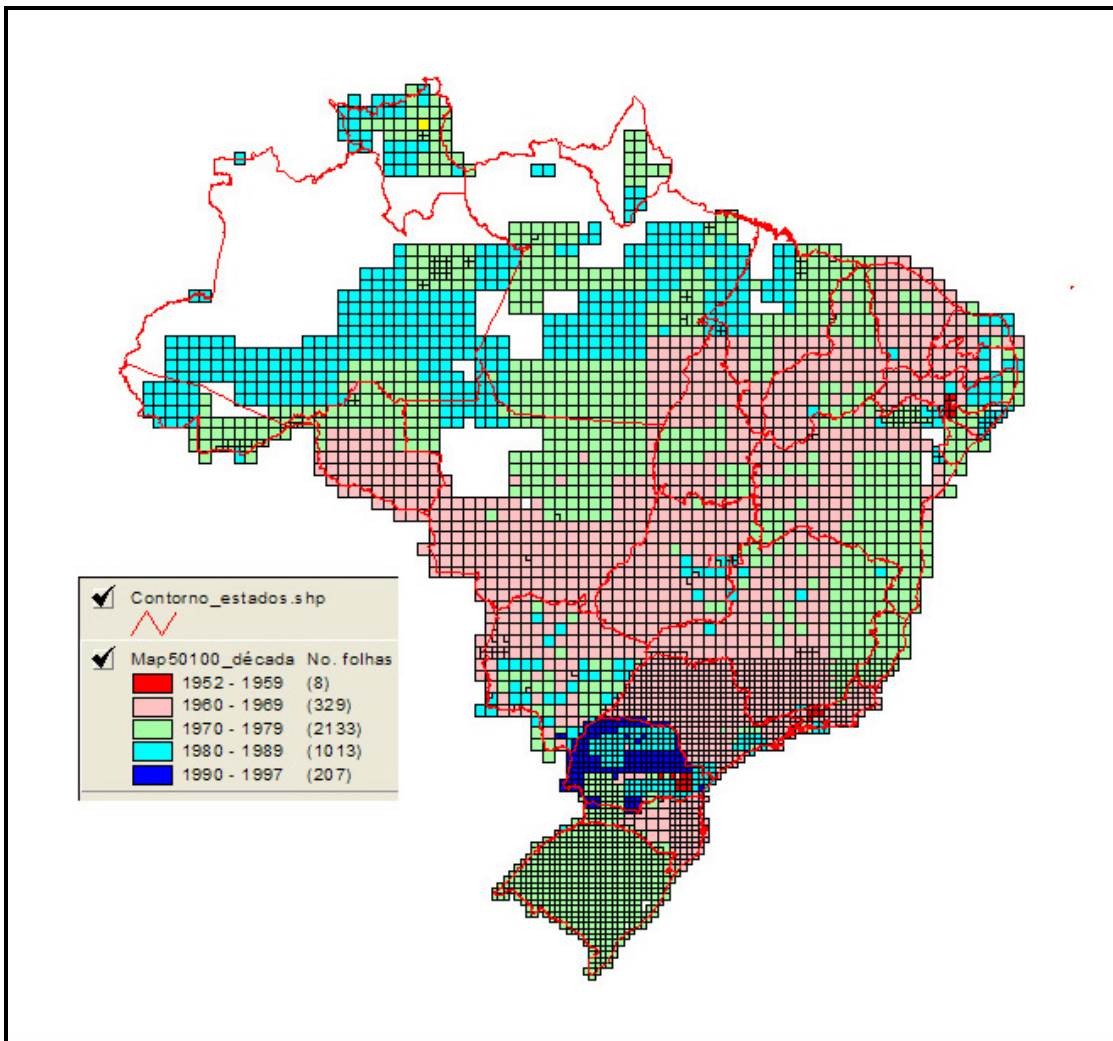 Contorno_estados.shp
Map50100_década No. folhas
1952 - 1959 (8)
1960 - 1969 (329)
1970 - 1979 (2133)
1980 - 1989 (1013)
1990 - 1997 (207)